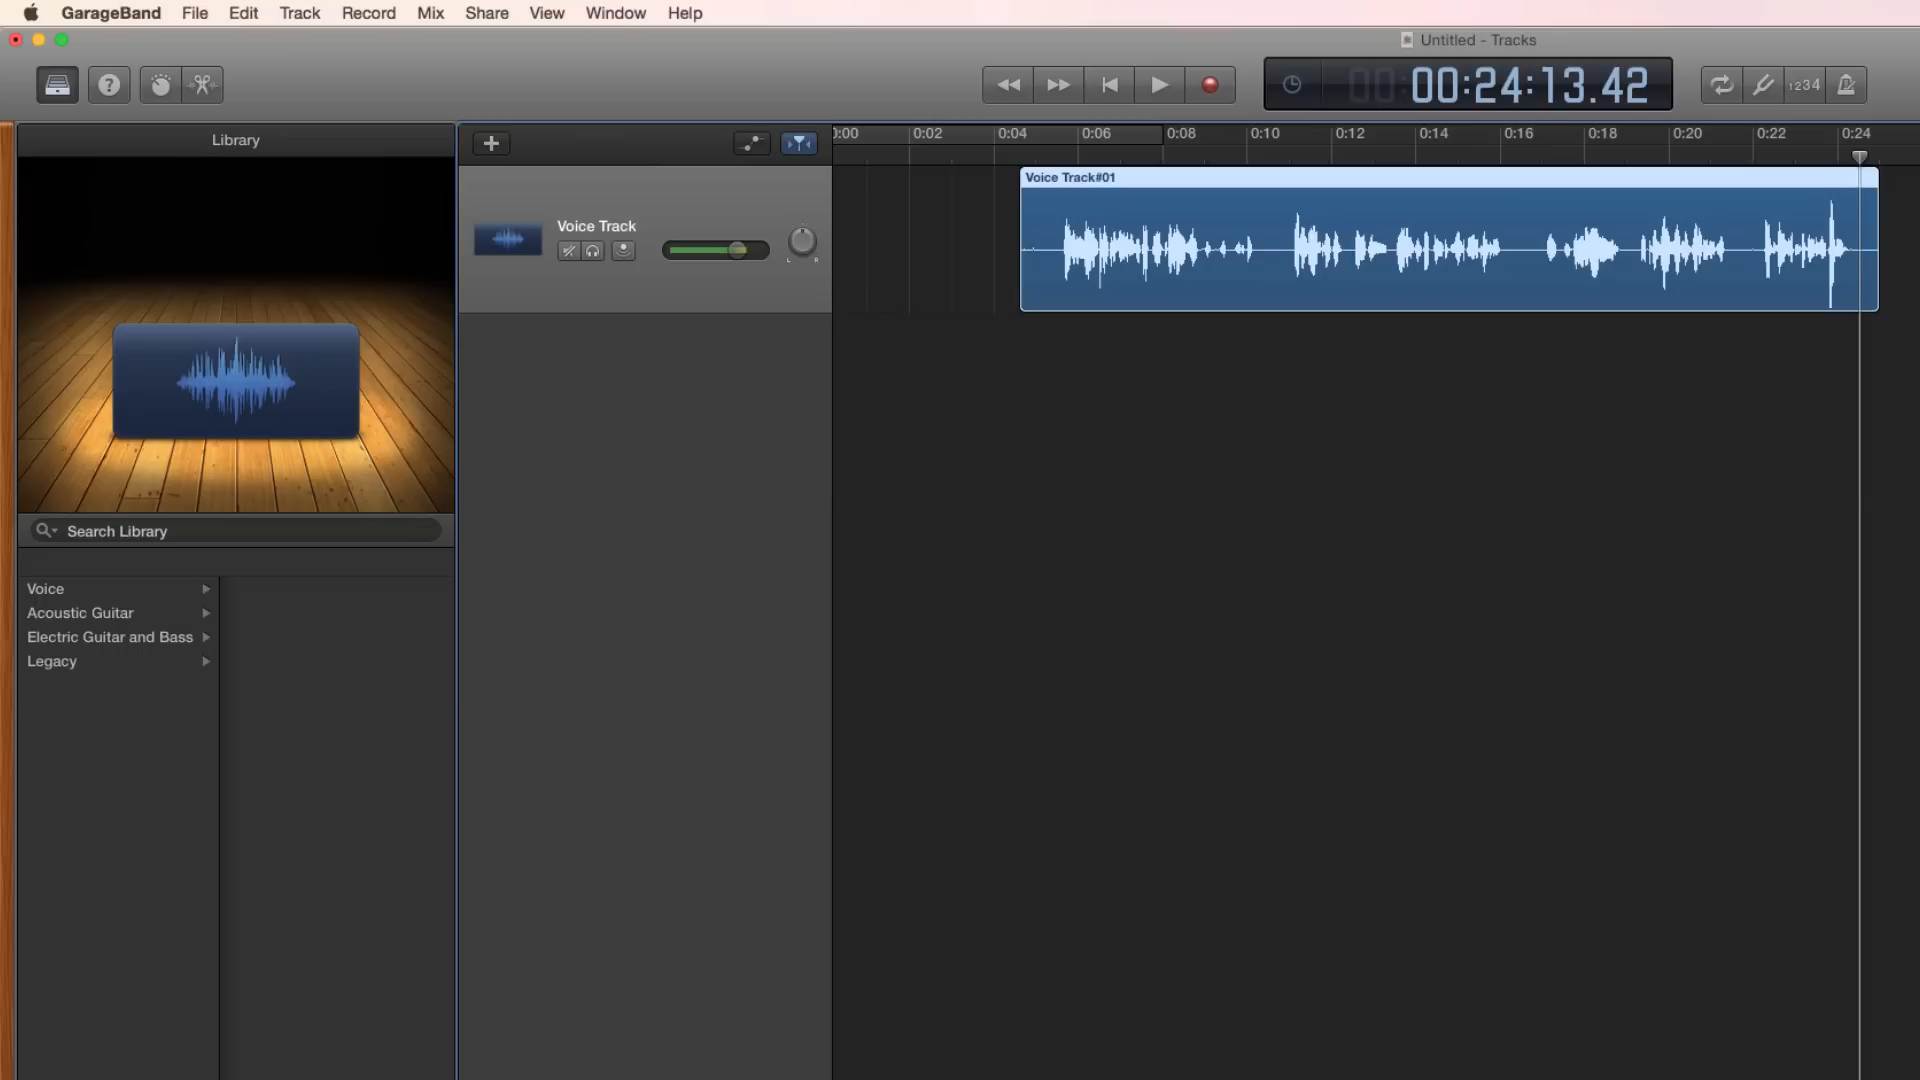 GarageBand File Edit Track Record Mix Share View Window Help
Untitled - Tracks
00:24:13.42
1234
Library
0:00 0:02 0:04 0:06 0:08 0:10 0:12 0:14 0:16 0:18 0:20 0:22 0:24
Voice Track#01
Voice Track
L R
Search Library
Voice
Acoustic Guitar
Electric Guitar and Bass
Legacy